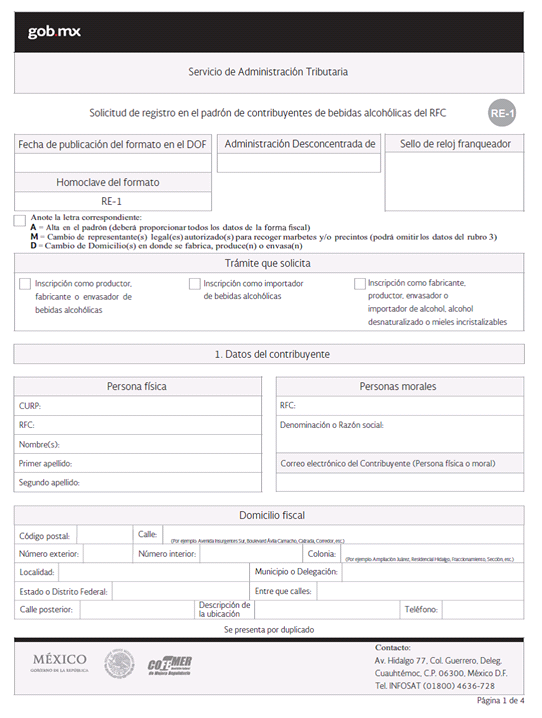 gob.mx
Servicio de Administración Tributaria
Solicitud de registro en el padrón de contribuyentes de bebidas alcohólicas del RFC
RE-1
Fecha de publicación del formato en el DOF
Administración Desconcentrada de
Sello de reloj franqueador
Homoclave del formato
RE-1
Anote la letra correspondiente:
A = Alta en el padrón (deberá proporcionar todos los datos de la forma fiscal)
M = Cambio de representante(s) legal(es) autorizado(s) para recoger marbetes y/o precintos (podrá omitir los datos del rubro 3)
D = Cambio de Domicilio(s) en donde se fabrica, produce(n) o envasa(n)
Trámite que solicita
Inscripción como productor,
fabricante o envasador de
bebidas alcohólicas
Inscripción como importador
de bebidas alcohólicas
Inscripción como fabricante,
productor, envasador o
importador de alcohol, alcohol
desnaturalizado o mieles incristalizables
1. Datos del contribuyente
Persona física
CURP:
RFC:
Nombre(s):
Primer apellido:
Segundo apellido:
Personas morales
RFC:
Denominación o Razón social:
Correo electrónico del Contribuyente (Persona física o moral)
Domicilio fiscal
Código postal:
Calle:
(Por ejemplo: Avenida Insurgentes Sur, Boulevard Ávila Camacho, Calzada, Corredor, etc.)
Número exterior:
Número interior:
Colonia:
(Por ejemplo: Ampliación Juárez, Residencial Hidalgo, Fraccionamiento, Sección, etc.)
Localidad:
Municipio o Delegación:
Estado o Distrito Federal:
Entre que calles:
Calle posterior:
Descripción de
la ubicación
Teléfono:
Se presenta por duplicado
MÉXICO
GOBIERNO DE LA REPÚBLICA
COFEMER
Contacto:
Av. Hidalgo 77, Col. Guerrero, Deleg.
Cuauhtémoc, C.P. 06300, México D.F.
Tel. INFOSAT (01800) 4636-728
Página 1 de 4